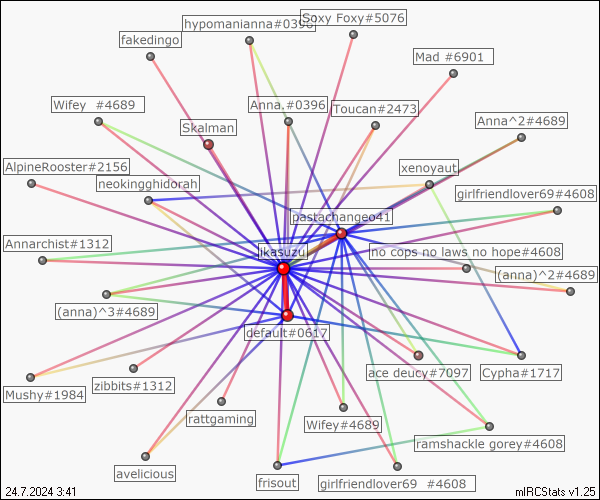 Soxy Foxy#5076
hypomanianna#0396
fakedingo
Mad #6901
Wifey #4689
Anna.#0396
Toucan#2473
Skalman
Anna^2#4689
AlpineRooster#2156
xenoyaut
neokingghidorah
girlfriendlover69#4608
pastachangeo41
Annarchist#1312
ikasuzu
no cops no laws no hope#4608
(anna)^2#4689
(anna)^3#4689
default#0617
ace deucy#7097
Cypha#1717
Mushy#1984
zibbits#1312
rattgaming
Wifey#4689
ramshackle gorey#4608
avelicious
frisout
girlfriendlover69 #4608
24.7.2024 3:41
mIRCStats v1.25